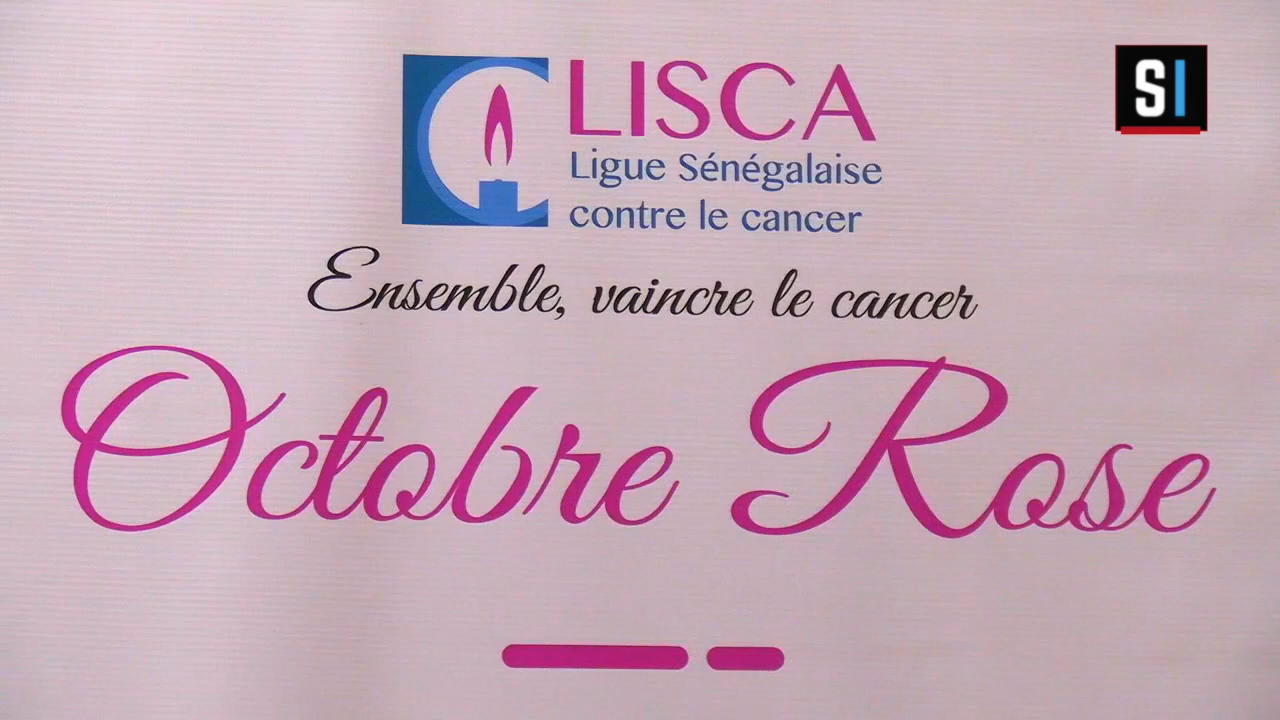 LISCA
SI
Ligue Sénégalaise
contre le cancer
Ensemble, vaincre le cancer
Octobre Rose